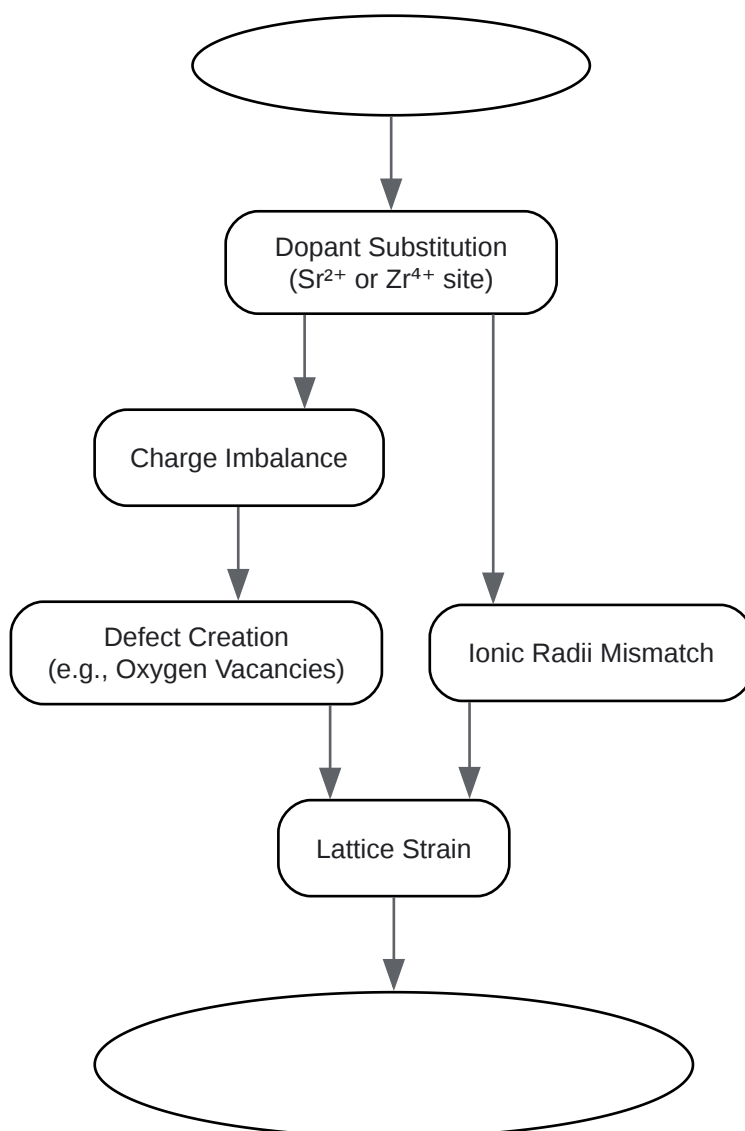 Dopant Substitution
(Sr²⁺ or Zr⁴⁺ site)
Charge Imbalance
Defect Creation
(e.g., Oxygen Vacancies)
Ionic Radii Mismatch
Lattice Strain